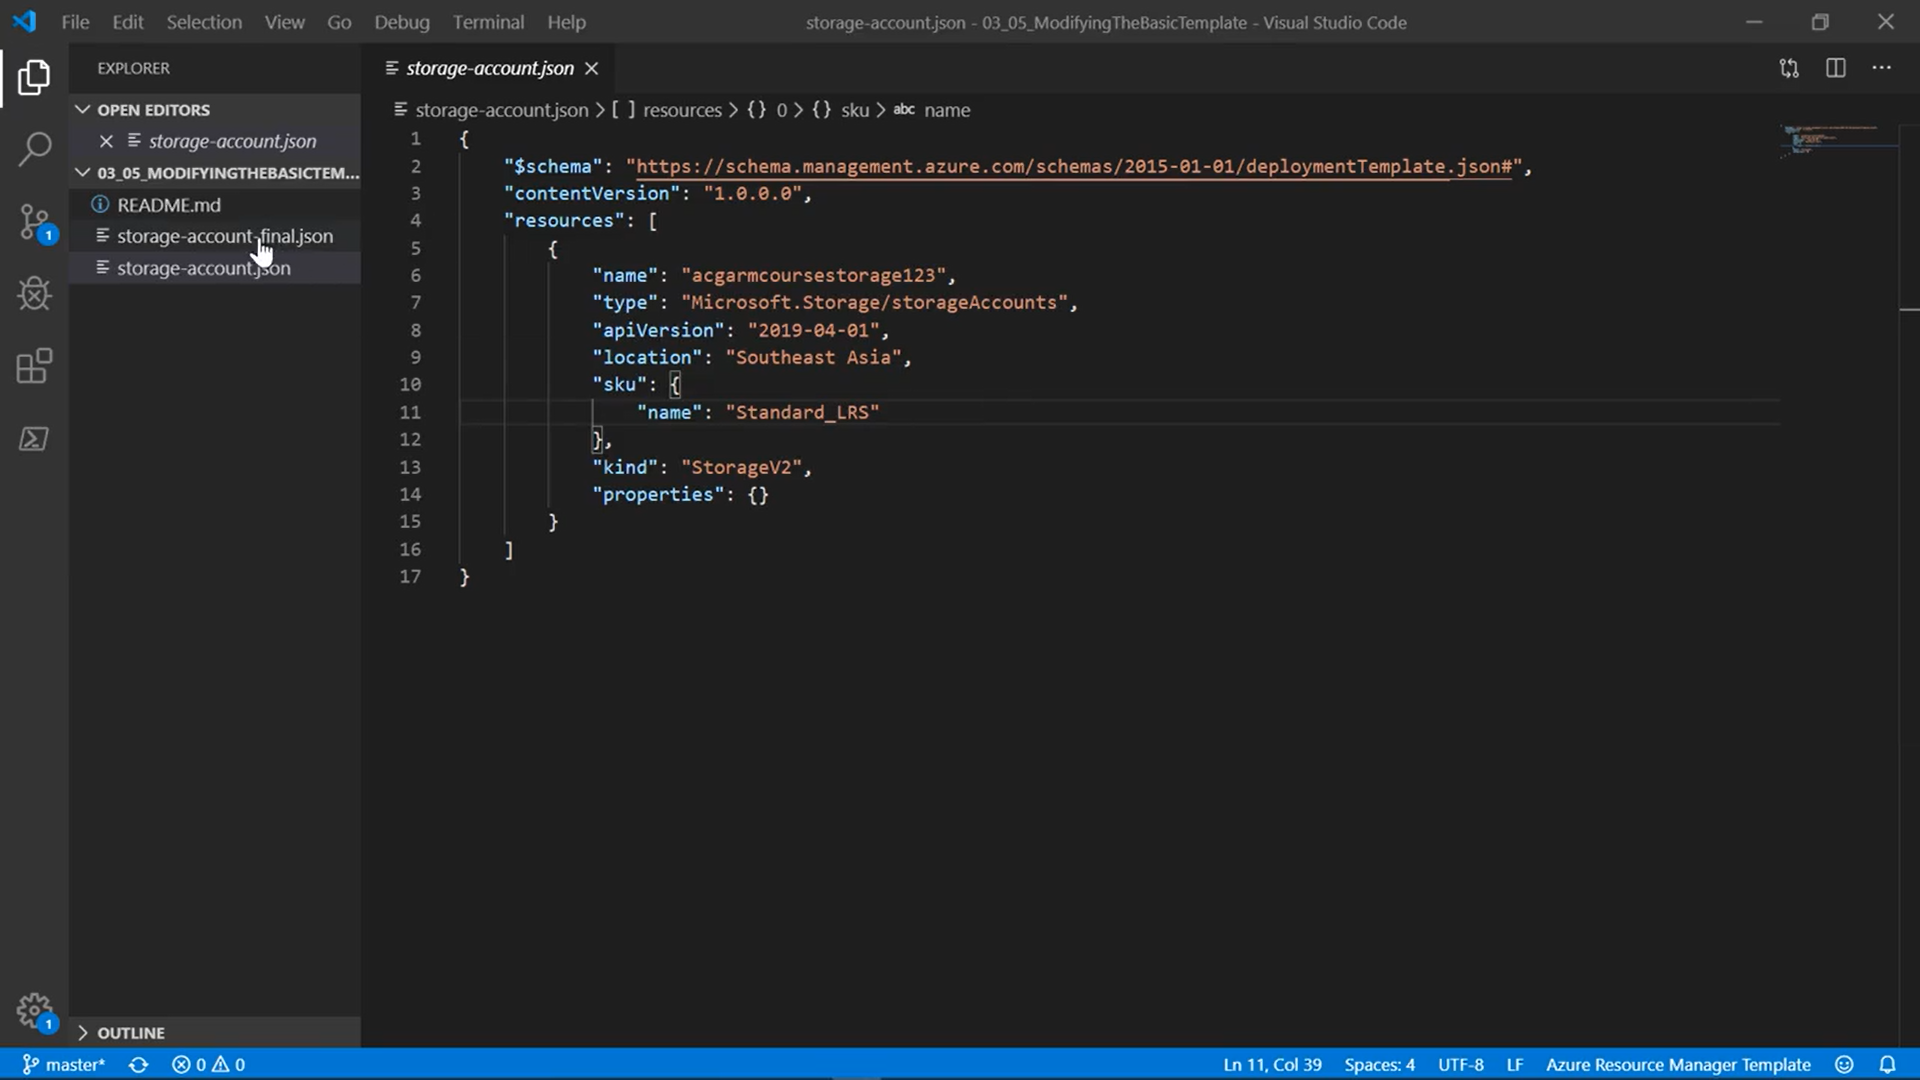 File Edit Selection View Go Debug Terminal Help
storage-account.json - 03_05_ModifyingTheBasicTemplate - Visual Studio Code
EXPLORER
OPEN EDITORS
storage-account.json
03_05_MODIFYINGTHEBASICTEM...
README.md
storage-account-final.json
storage-account.json
OUTLINE
storage-account.json
storage-account.json > [ ] resources > {} 0 > {} sku > abc name
1 {
2 "$schema": "https://schema.management.azure.com/schemas/2015-01-01/deploymentTemplate.json#",
3 "contentVersion": "1.0.0.0",
4 "resources": [
5 {
6 "name": "acgarmcoursestorage123",
7 "type": "Microsoft.Storage/storageAccounts",
8 "apiVersion": "2019-04-01",
9 "location": "Southeast Asia",
10 "sku": {
11 "name": "Standard_LRS"
12 },
13 "kind": "StorageV2",
14 "properties": {}
15 }
16 ]
17 }
1
1
master* 0 0 Ln 11, Col 39 Spaces: 4 UTF-8 LF Azure Resource Manager Template